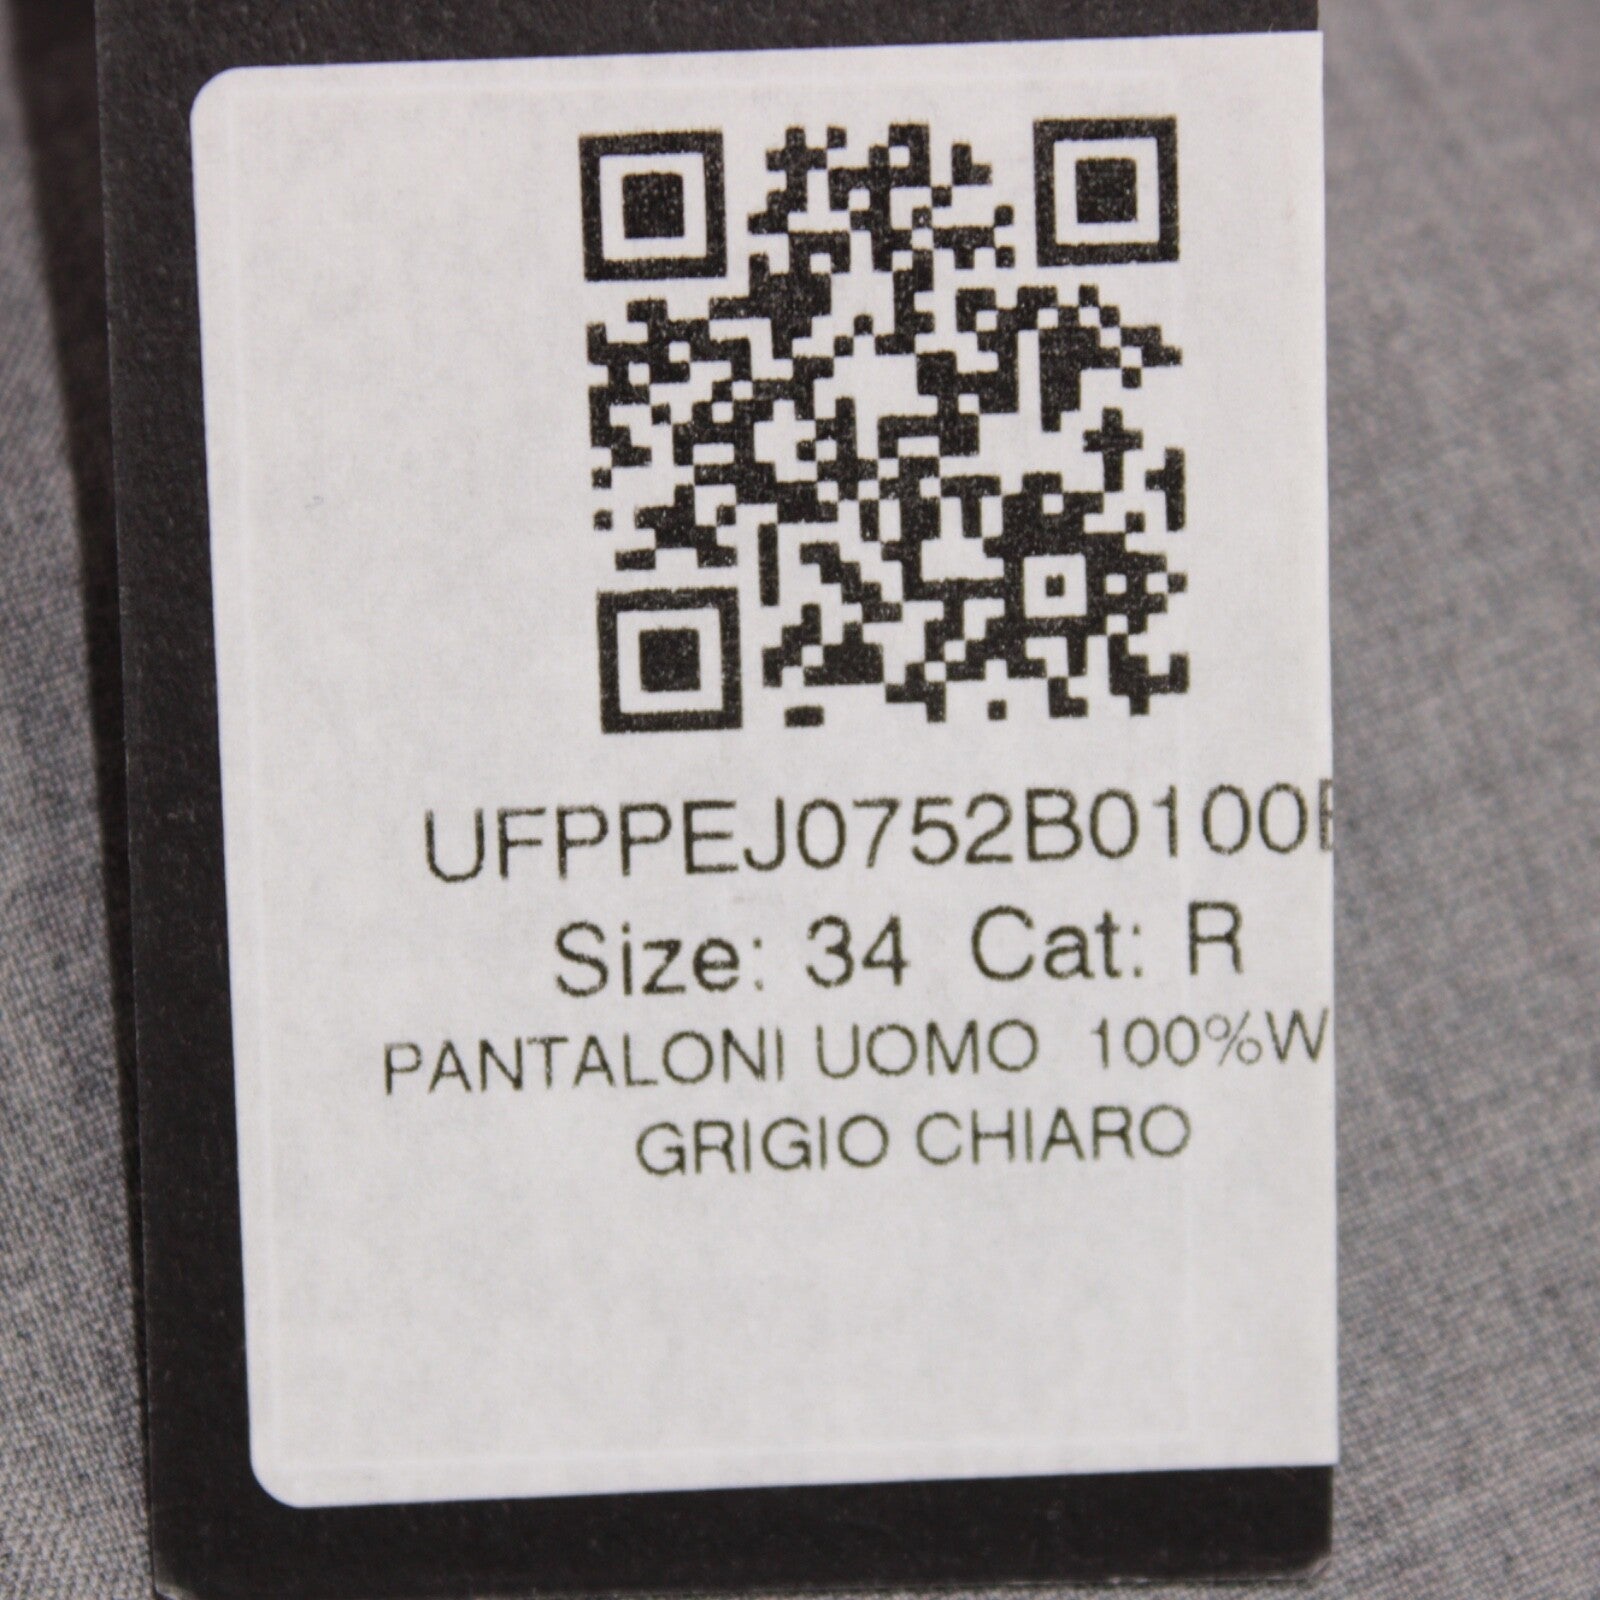 UFPPEJ0752B0100
Size: 34 Cat: R
PANTALONI UOMO 100%W
GRIGIO CHIARO